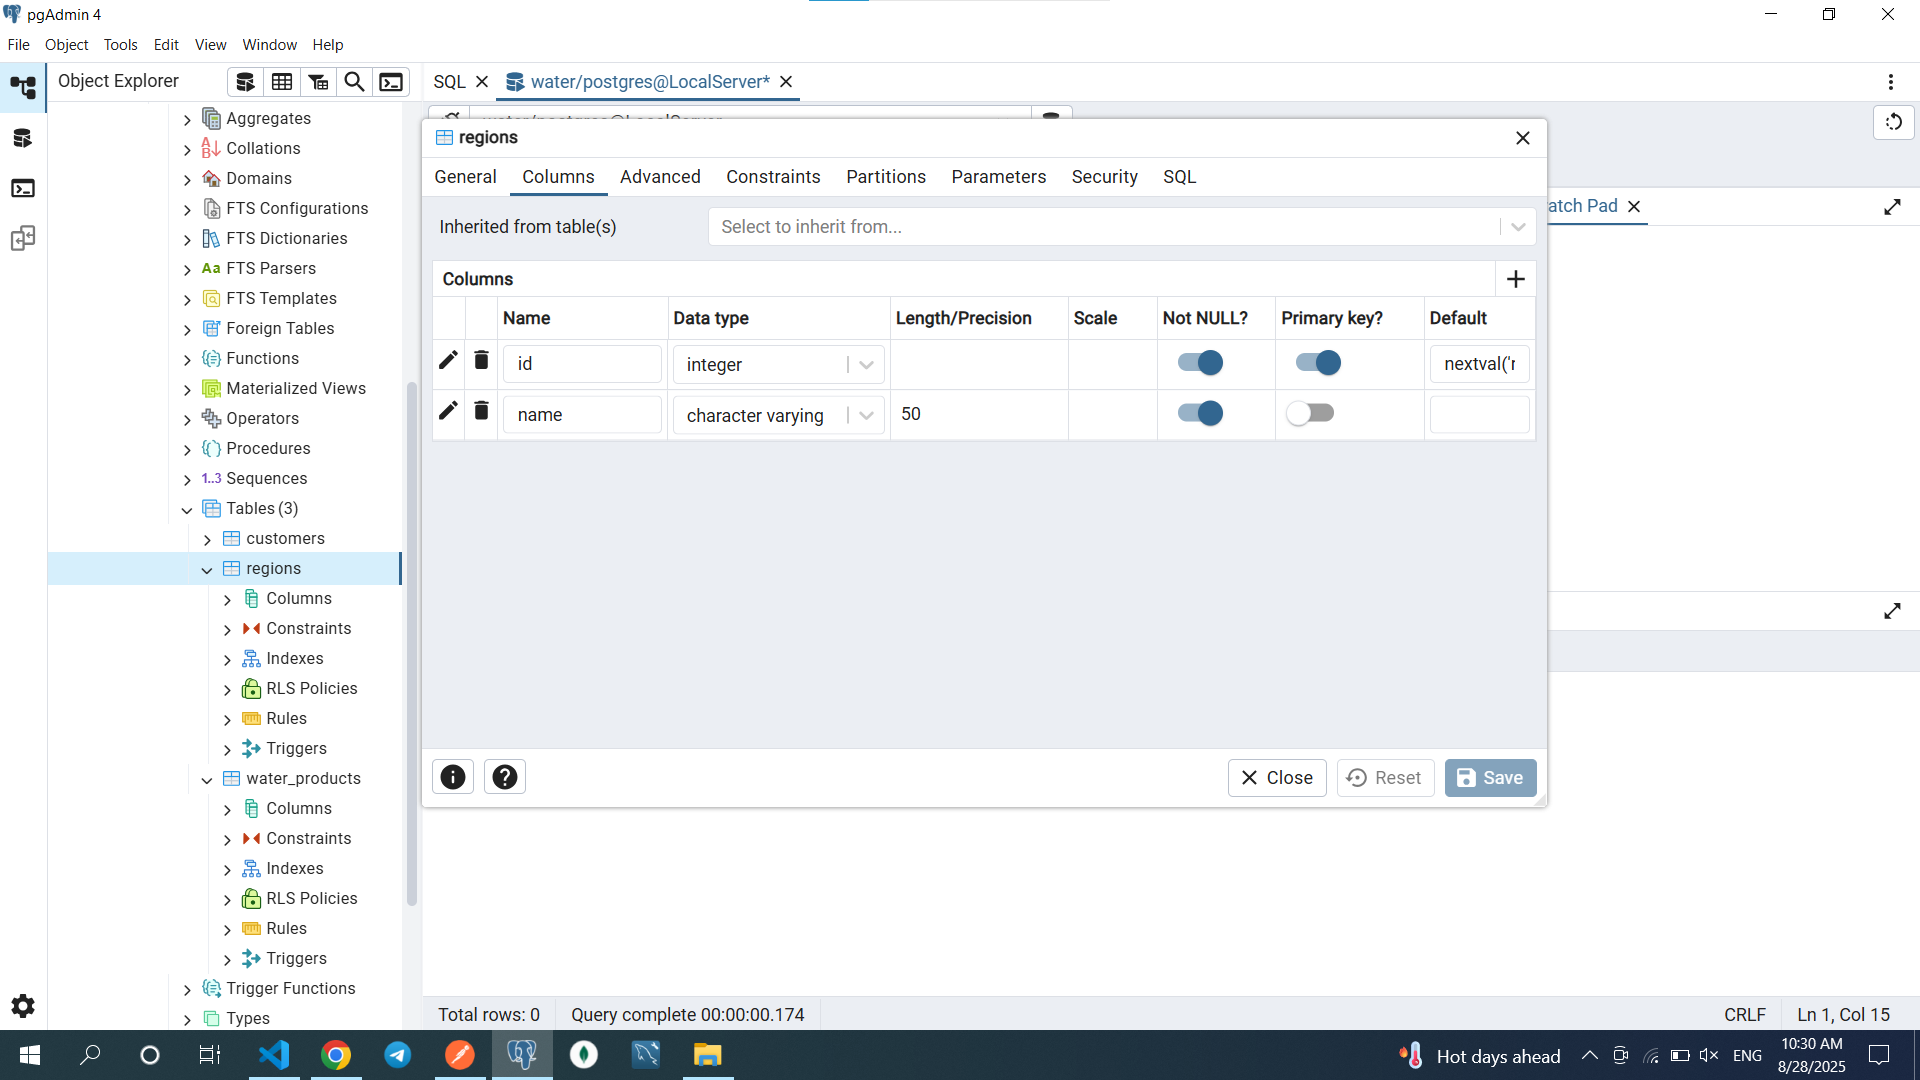 pgAdmin 4
File Object Tools Edit View Window Help
Object Explorer
SQL
water/postgres@LocalServer*
Aggregates
Collations
Domains
FTS Configurations
FTS Dictionaries
Aa FTS Parsers
FTS Templates
Foreign Tables
Functions
Materialized Views
Operators
Procedures
1..3 Sequences
Tables (3)
customers
regions
Columns
Constraints
Indexes
RLS Policies
Rules
Triggers
water_products
Columns
Constraints
Indexes
RLS Policies
Rules
Triggers
Trigger Functions
Types
regions
General Columns Advanced Constraints Partitions Parameters Security SQL
Inherited from table(s) Select to inherit from...
Columns
Name Data type Length/Precision Scale Not NULL? Primary key? Default
id integer nextval('r
name character varying 50
Close Reset Save
atch Pad
Total rows: 0 Query complete 00:00:00.174 CRLF Ln 1, Col 15
Hot days ahead ENG 10:30 AM
8/28/2025